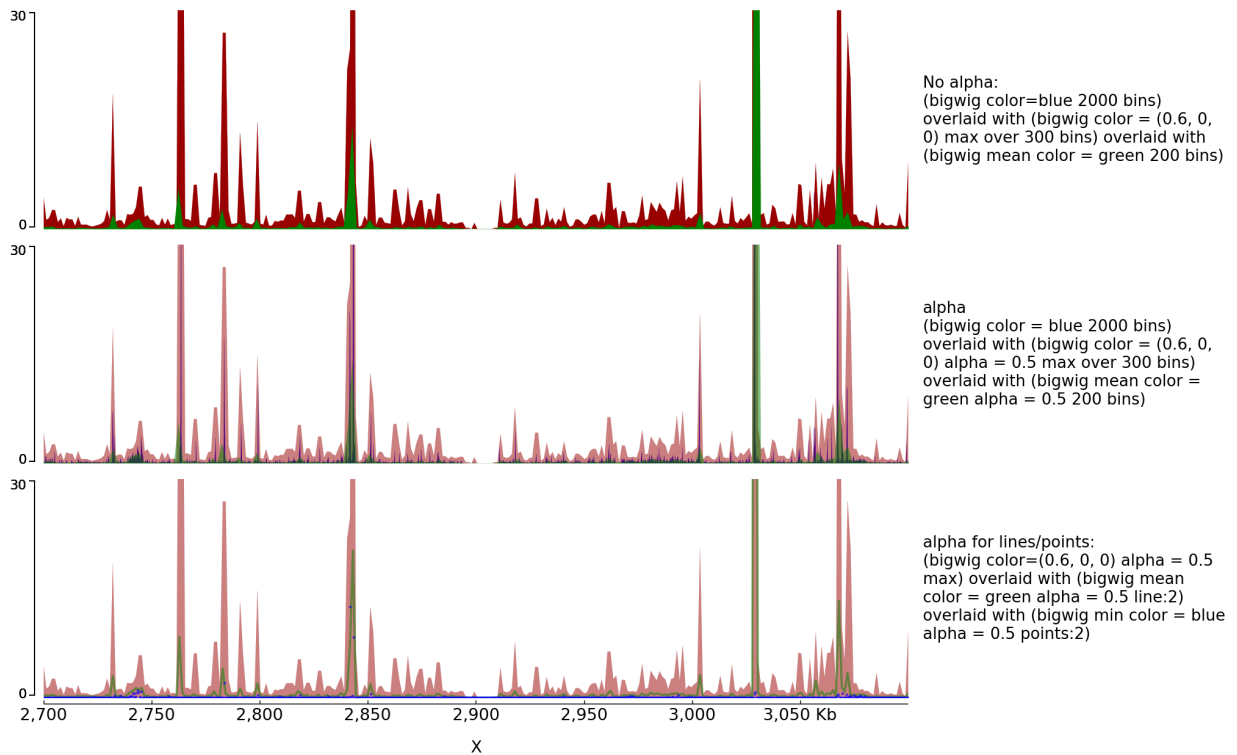 30
0
No alpha:
(bigwig color=blue 2000 bins)
overlaid with (bigwig color = (0.6, 0,
0) max over 300 bins) overlaid with
(bigwig mean color = green 200 bins)
30
0
alpha
(bigwig color = blue 2000 bins)
overlaid with (bigwig color = (0.6, 0,
0) alpha = 0.5 max over 300 bins)
overlaid with (bigwig mean color =
green alpha = 0.5 200 bins)
30
0
alpha for lines/points:
(bigwig color=(0.6, 0, 0) alpha = 0.5
max) overlaid with (bigwig mean
color = green alpha = 0.5 line:2)
overlaid with (bigwig min color = blue
alpha = 0.5 points:2)
2,700 2,750 2,800 2,850 2,900 2,950 3,000 3,050 Kb
X